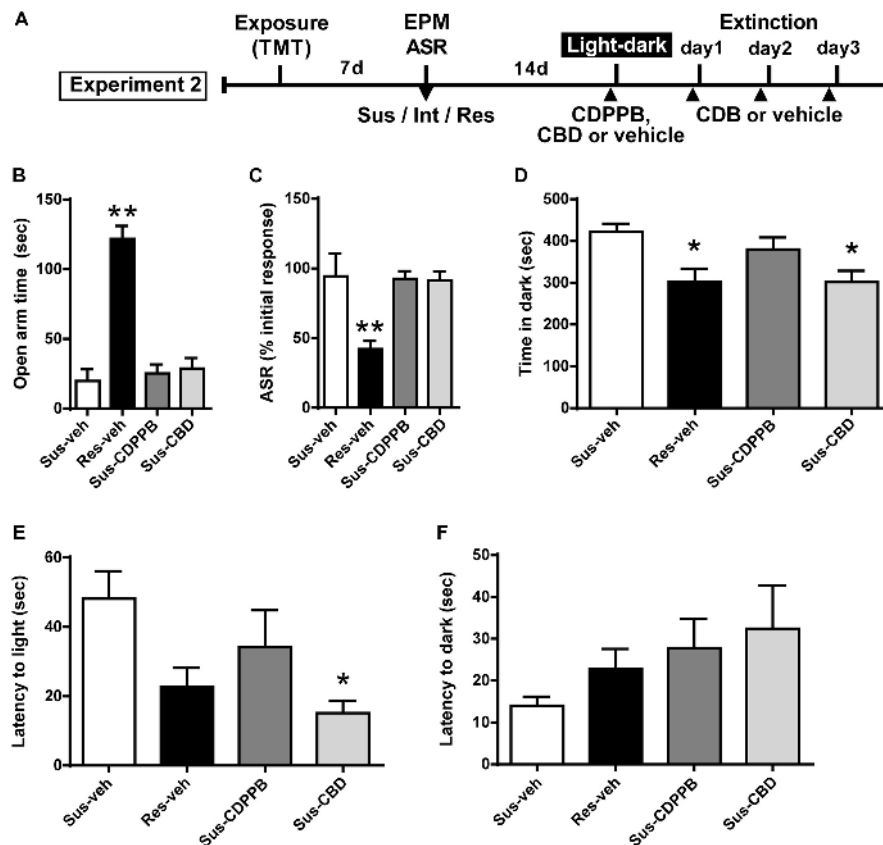 A
Exposure
(TMT)
EPM
ASR
Light-dark
Extinction
day1 day2 day3
7d
14d
Experiment 2
Sus / Int / Res
CDPPB,
CBD or vehicle
CDB or vehicle
B
Open arm time (sec)
150
100
50
0
**
Sus-veh
Res-veh
Sus-CDPPB
Sus-CBD
C
ASR (% initial response)
150
100
50
0
**
Sus-veh
Res-veh
Sus-CDPPB
Sus-CBD
D
Time in dark (sec)
500
400
300
200
100
0
*
*
Sus-veh
Res-veh
Sus-CDPPB
Sus-CBD
E
Latency to light (sec)
60
40
20
0
*
Sus-veh
Res-veh
Sus-CDPPB
Sus-CBD
F
Latency to dark (sec)
50
40
30
20
10
0
Sus-veh
Res-veh
Sus-CDPPB
Sus-CBD